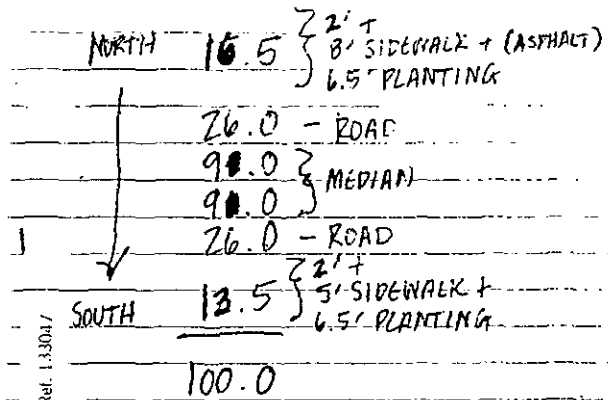 2' +
NORTH 16.5 8' SIDEWALK + (ASPHALT)
6.5' PLANTING
26.0 - ROAD
9.0
MEDIAN
9.0
26.0 - ROAD
2' +
SOUTH 13.5 5' SIDEWALK +
6.5' PLANTING
100.0
Ref. 133047